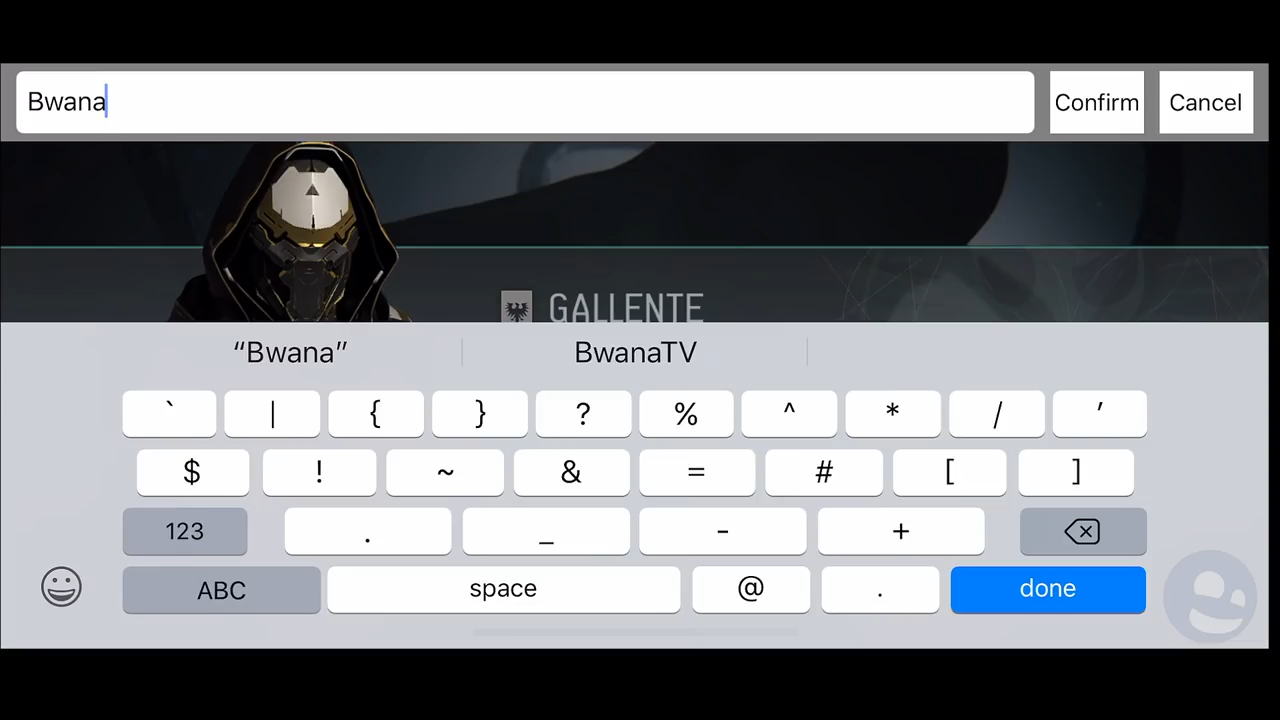 Bwana
Confirm
Cancel
GALLENTE
“Bwana”
BwanaTV
` | { } ? % ^ * / ′
$ ! ~ & = # [ ]
123 . _ - +
ABC space @ . done